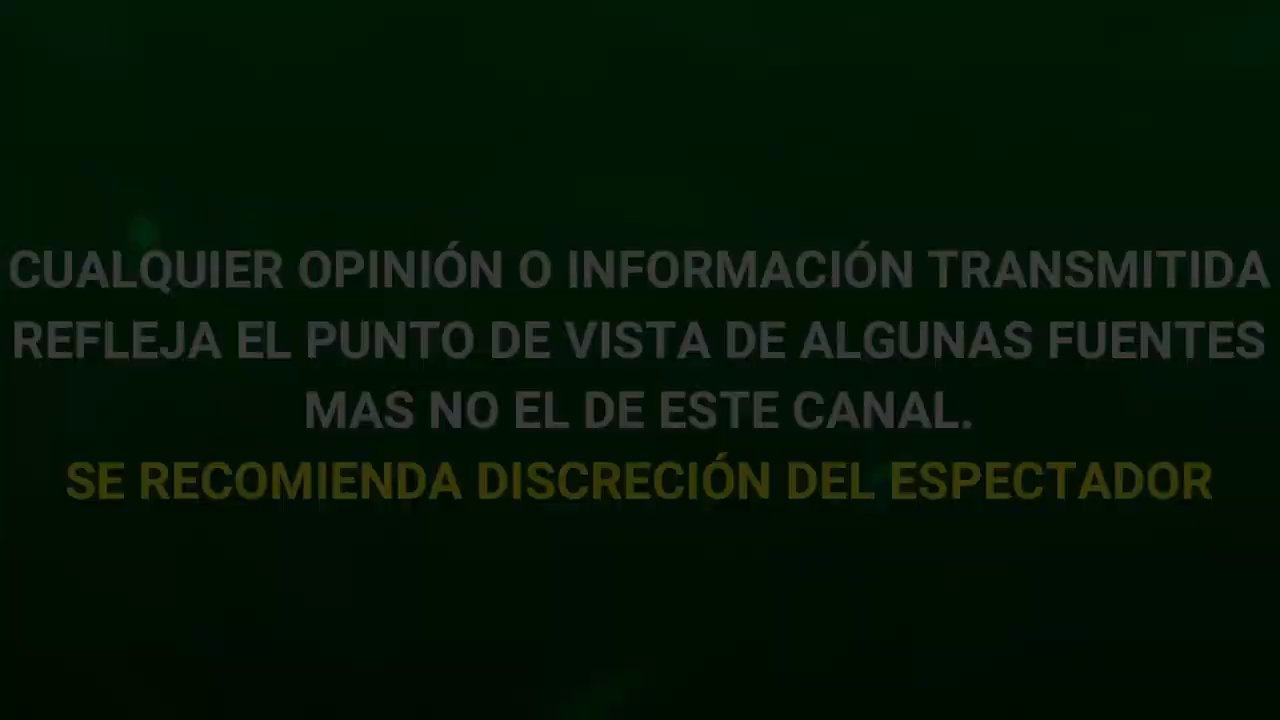 CUALQUIER OPINIÓN O INFORMACIÓN TRANSMITIDA
REFLEJA EL PUNTO DE VISTA DE ALGUNAS FUENTES
MAS NO EL DE ESTE CANAL.
SE RECOMIENDA DISCRECIÓN DEL ESPECTADOR